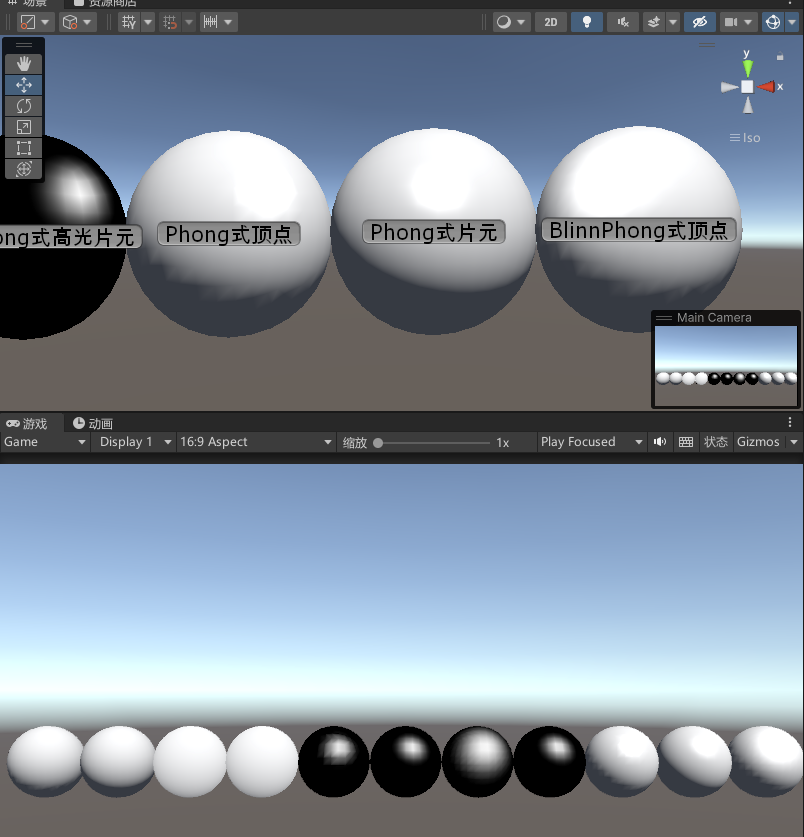 场景 资源商店
2D
y
x
Iso
ong式高光片元
Phong式顶点
Phong式片元
BlinnPhong式顶点
Main Camera
游戏 动画
Game Display 1 16:9 Aspect 缩放 1x Play Focused 状态 Gizmos